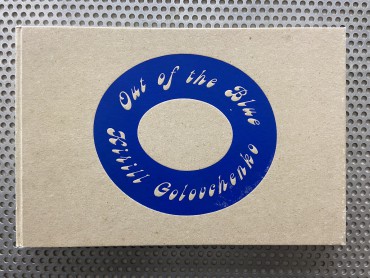 Out of the Blue
Kirill Golovchenko